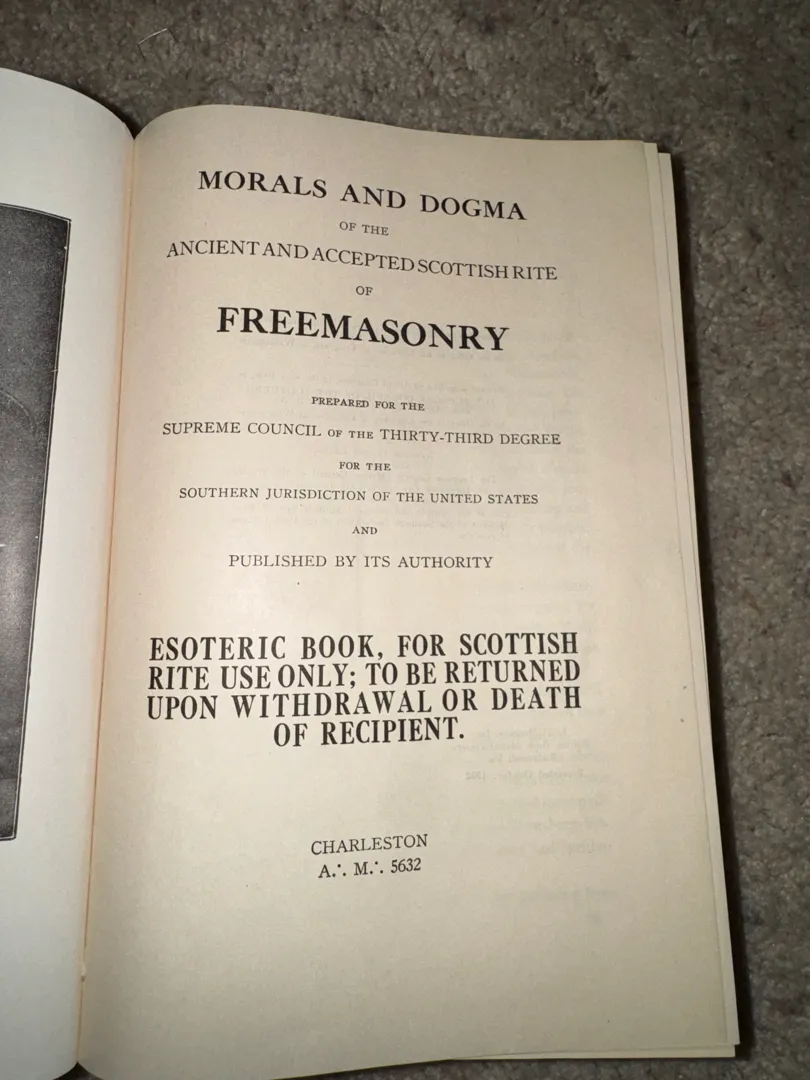 MORALS AND DOGMA
OF THE
ANCIENT AND ACCEPTED SCOTTISH RITE
OF
FREEMASONRY
PREPARED FOR THE
SUPREME COUNCIL OF THE THIRTY-THIRD DEGREE
FOR THE
SOUTHERN JURISDICTION OF THE UNITED STATES
AND
PUBLISHED BY ITS AUTHORITY
ESOTERIC BOOK, FOR SCOTTISH
RITE USE ONLY; TO BE RETURNED
UPON WITHDRAWAL OR DEATH
OF RECIPIENT.
CHARLESTON
A∴ M∴ 5632